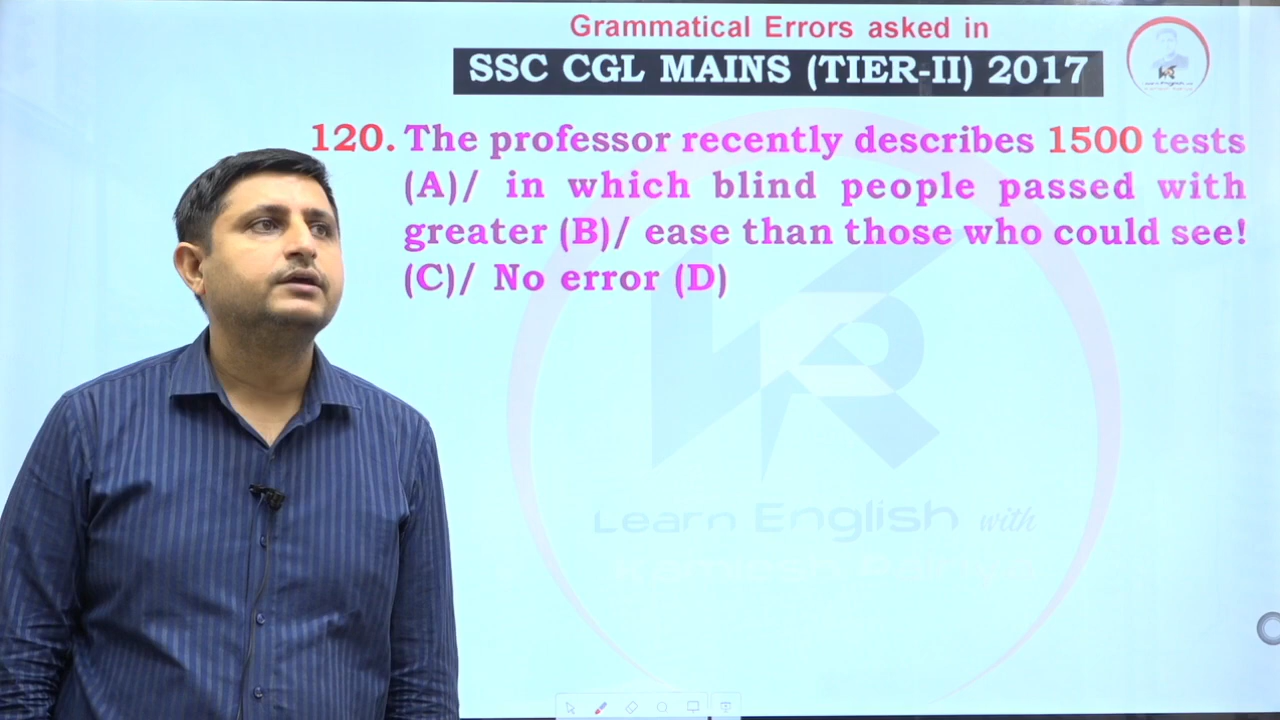 Grammatical Errors asked in
SSC CGL MAINS (TIER-II) 2017
120. The professor recently describes 1500 tests
(A)/ in which blind people passed with
greater (B)/ ease than those who could see!
(C)/ No error (D)
Learn English with